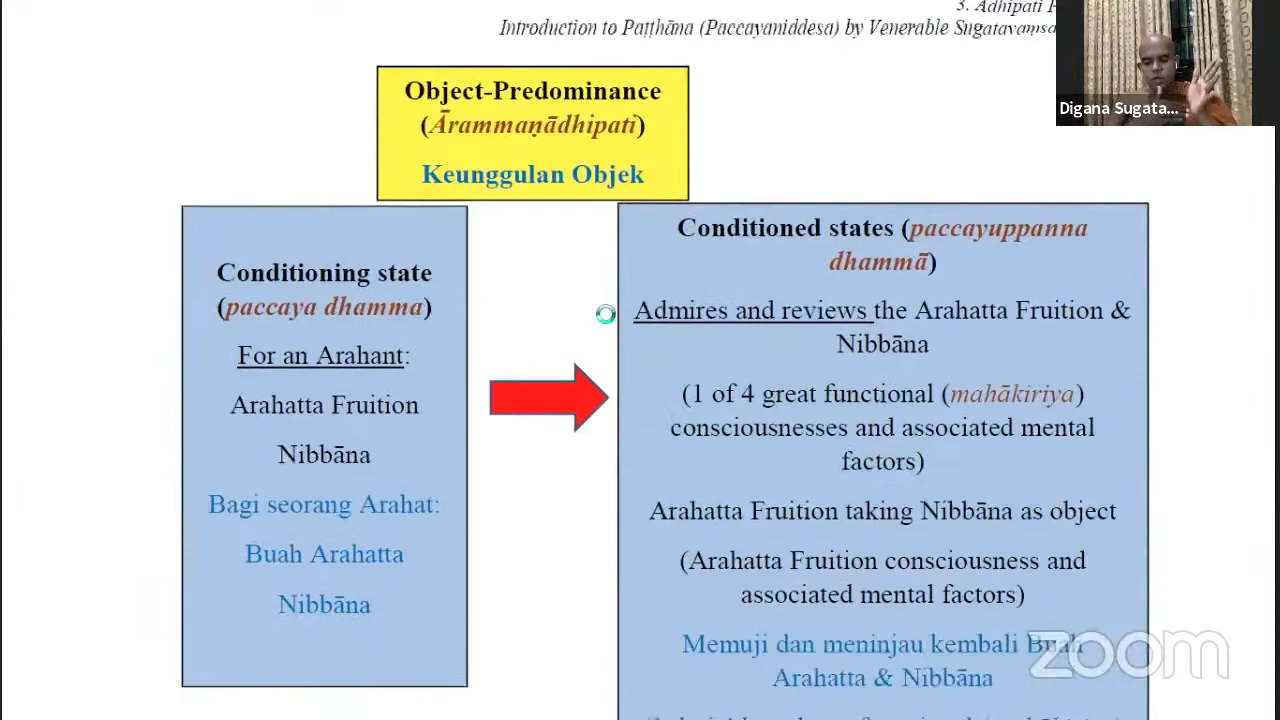 3. Adhipati
Introduction to Paṭṭhāna (Paccayaniddesa) by Venerable Sugatavaṃsa
Digana Sugata...
Object-Predominance
(Ārammaṇādhipati)
Keunggulan Objek
Conditioning state
(paccaya dhamma)
For an Arahant:
Arahatta Fruition
Nibbāna
Bagi seorang Arahat:
Buah Arahatta
Nibbāna
Conditioned states (paccayuppanna
dhammā)
Admires and reviews the Arahatta Fruition &
Nibbāna
(1 of 4 great functional (mahākiriya)
consciousnesses and associated mental
factors)
Arahatta Fruition taking Nibbāna as object
(Arahatta Fruition consciousness and
associated mental factors)
Memuji dan meninjau kembali Buah
Arahatta & Nibbāna
zoom